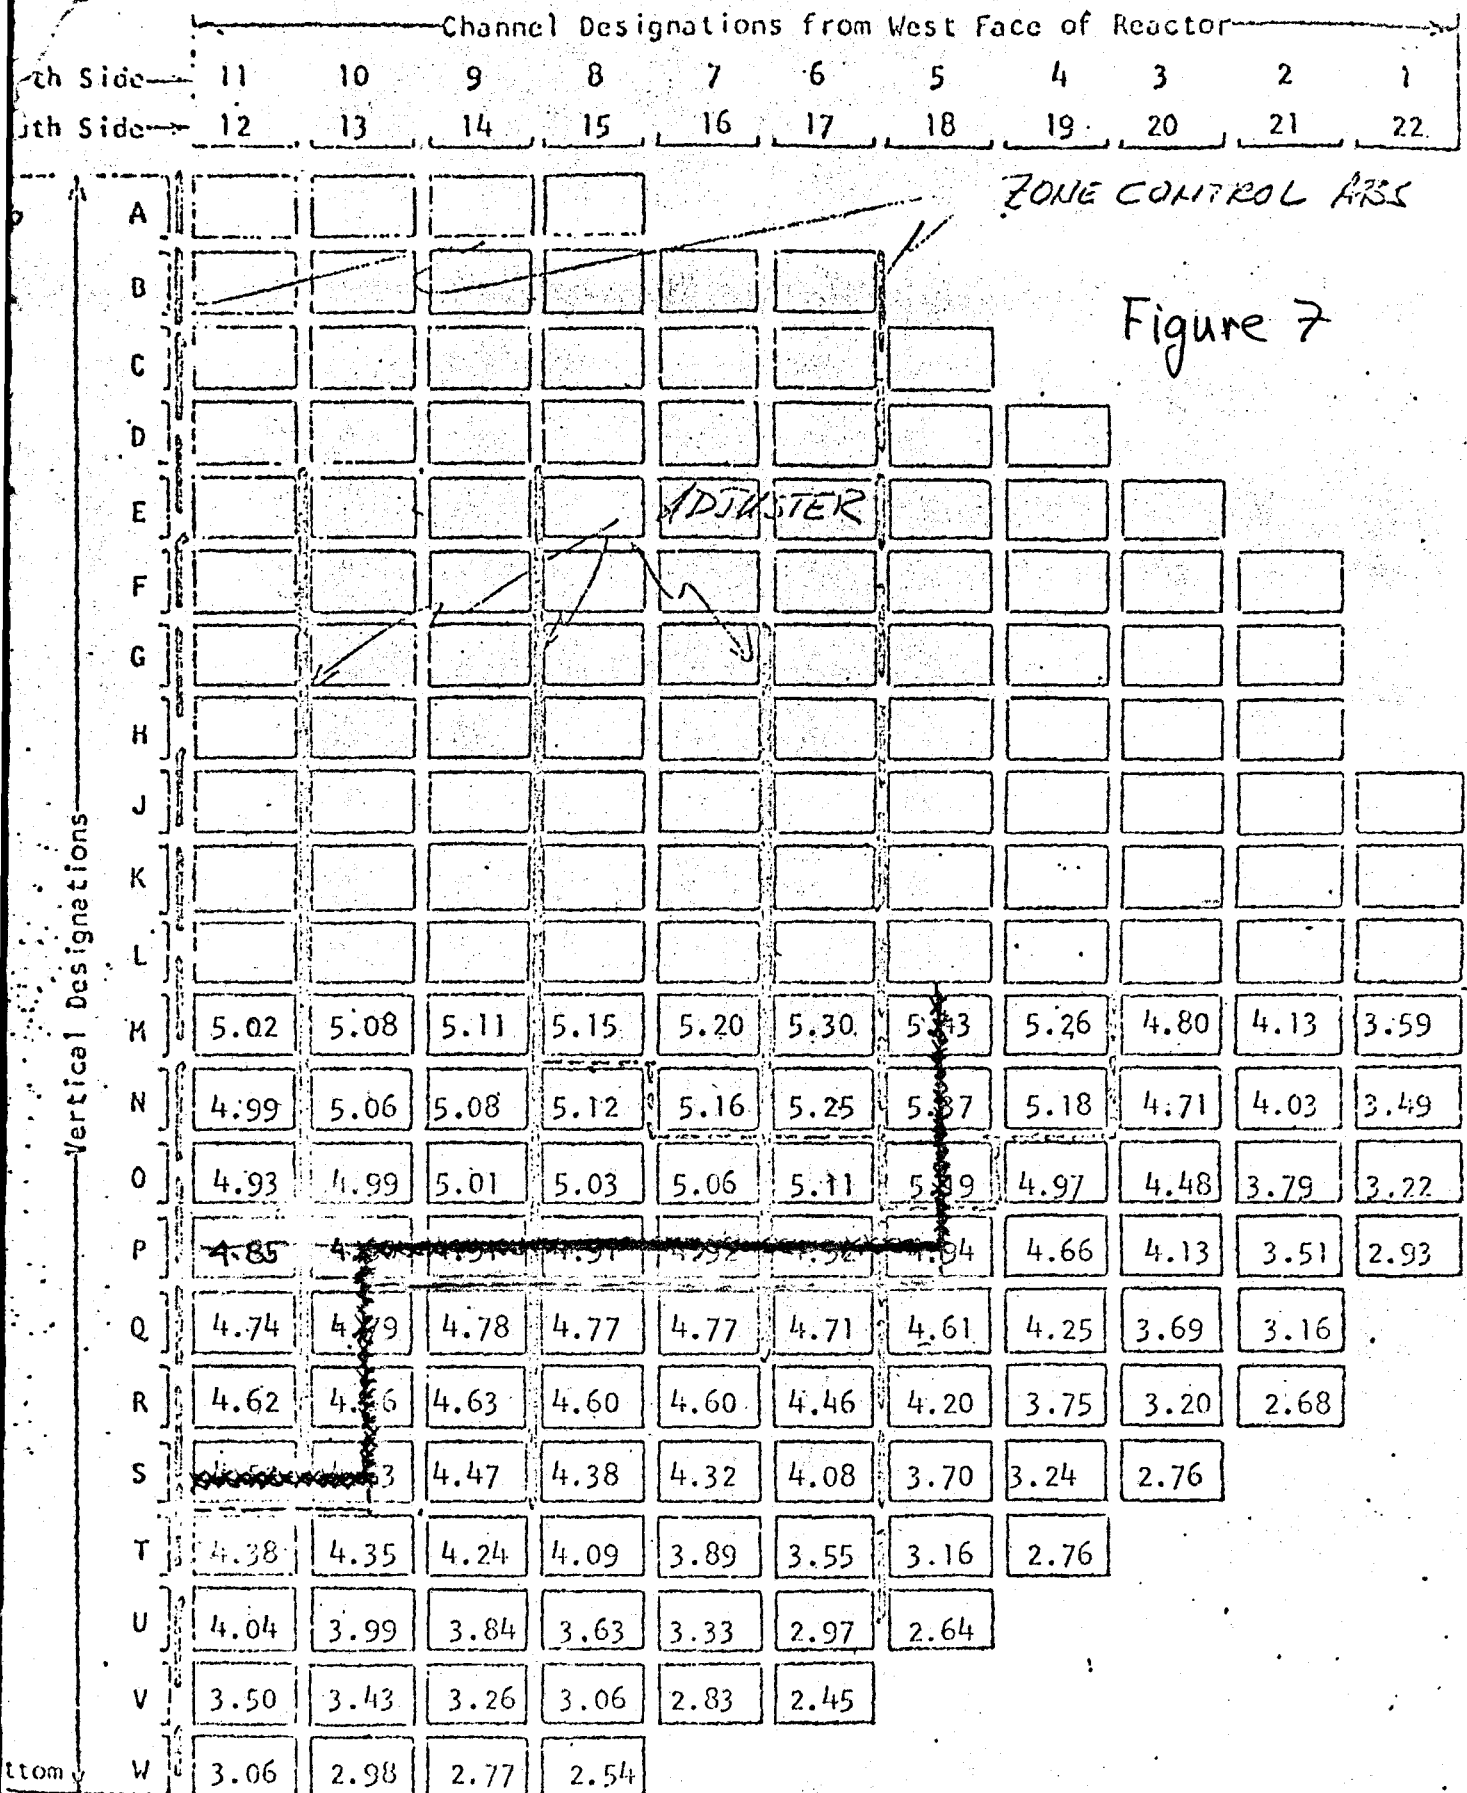 Channel Designations from West Face of Reactor
th Side 11 10 9 8 7 6 5 4 3 2 1
uth Side 12 13 14 15 16 17 18 19 20 21 22
A
ZONE CONTROL ABS
B
Figure 7
C
D
E
ADJUSTER
F
G
H
J
K
Vertical Designations
L
M 5.02 5.08 5.11 5.15 5.20 5.30 5.26 4.80 4.13 3.59
N 4.99 5.06 5.08 5.12 5.16 5.25 5.18 4.71 4.03 3.49
O 4.93 4.99 5.01 5.03 5.06 5.11 4.97 4.48 3.79 3.22
P 4.85 4.66 4.13 3.51 2.93
Q 4.74 4.78 4.77 4.77 4.71 4.61 4.25 3.69 3.16
R 4.62 4.63 4.60 4.60 4.46 4.20 3.75 3.20 2.68
S 4.47 4.38 4.32 4.08 3.70 3.24 2.76
T 4.38 4.35 4.24 4.09 3.89 3.55 3.16 2.76
U 4.04 3.99 3.84 3.63 3.33 2.97 2.64
V 3.50 3.43 3.26 3.06 2.83 2.45
ttom W 3.06 2.98 2.77 2.54